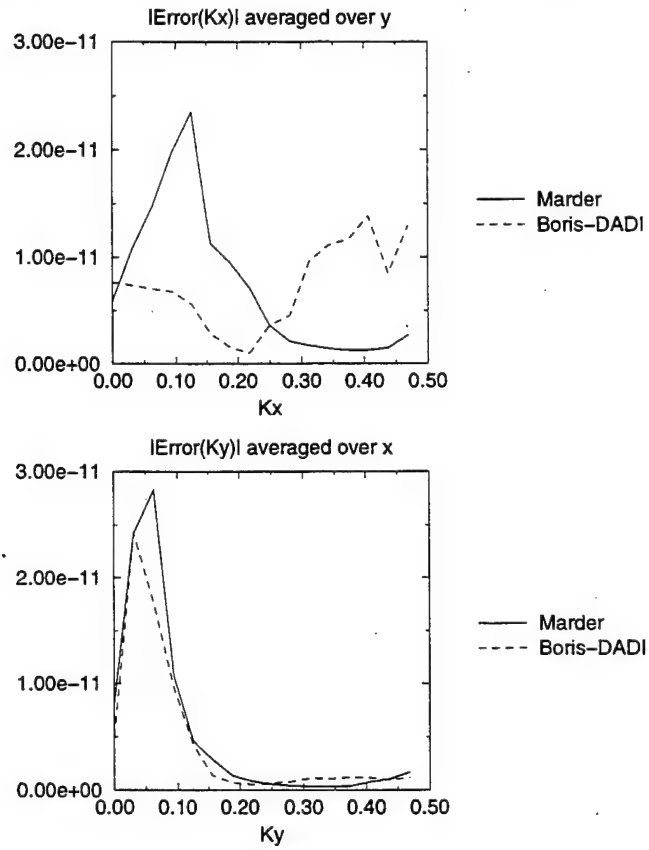 |Error(Kx)| averaged over y
3.00e−11
2.00e−11
1.00e−11
0.00e+00
0.00 0.10 0.20 0.30 0.40 0.50
Kx
Marder
Boris−DADI
|Error(Ky)| averaged over x
3.00e−11
2.00e−11
1.00e−11
0.00e+00
0.00 0.10 0.20 0.30 0.40 0.50
Ky
Marder
Boris−DADI